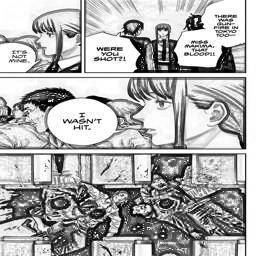 THERE
WAS
GUN-
FIRE IN
TOKYO
TOO--
MISS
MAKIMA,
THAT
BLOOD!!
WERE
YOU
SHOT?!
IT'S
NOT
MINE.
I
WASN'T
HIT.